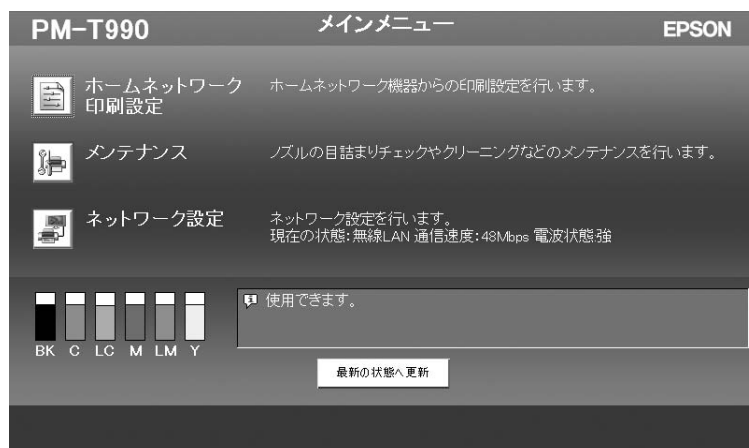 PM-T990 メインメニュー EPSON
ホームネットワーク
印刷設定
ホームネットワーク機器からの印刷設定を行います。
メンテナンス
ノズルの目詰まりチェックやクリーニングなどのメンテナンスを行います。
ネットワーク設定
ネットワーク設定を行います。
現在の状態:無線LAN 通信速度:48Mbps 電波状態:強
使用できます。
BK C LC M LM Y
最新の状態へ更新